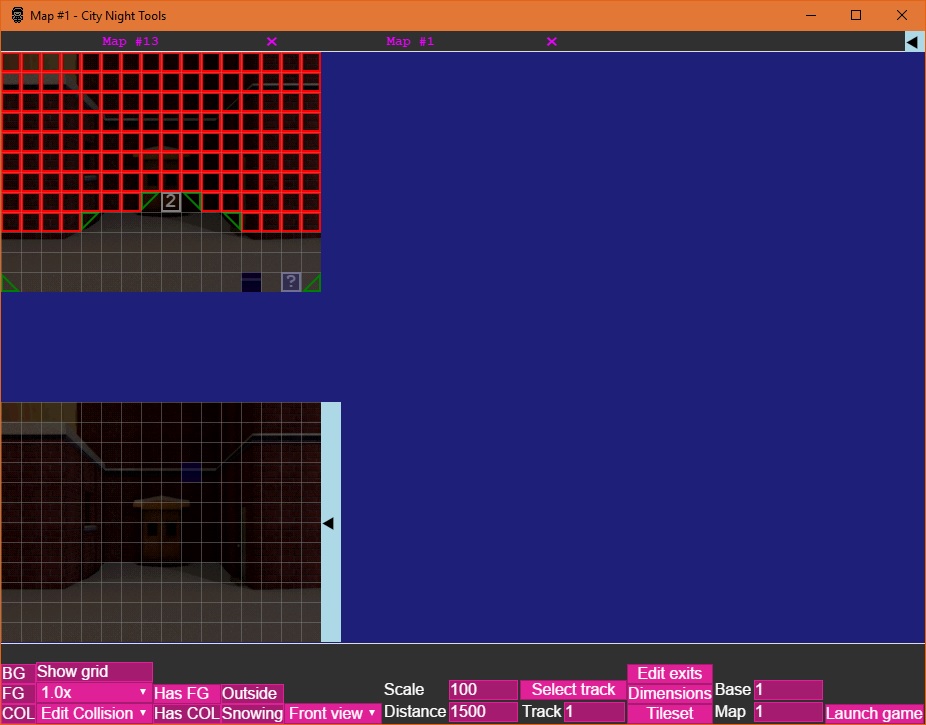 Map #1 - City Night Tools
Map #13 × Map #1 ×
2
?
BG Show grid
FG 1.0x Has FG Outside
COL Edit Collision Has COL Snowing Front view
Scale 100 Select track
Distance 1500 Track 1
Edit exits
Dimensions Base 1
Tileset Map 1 Launch game